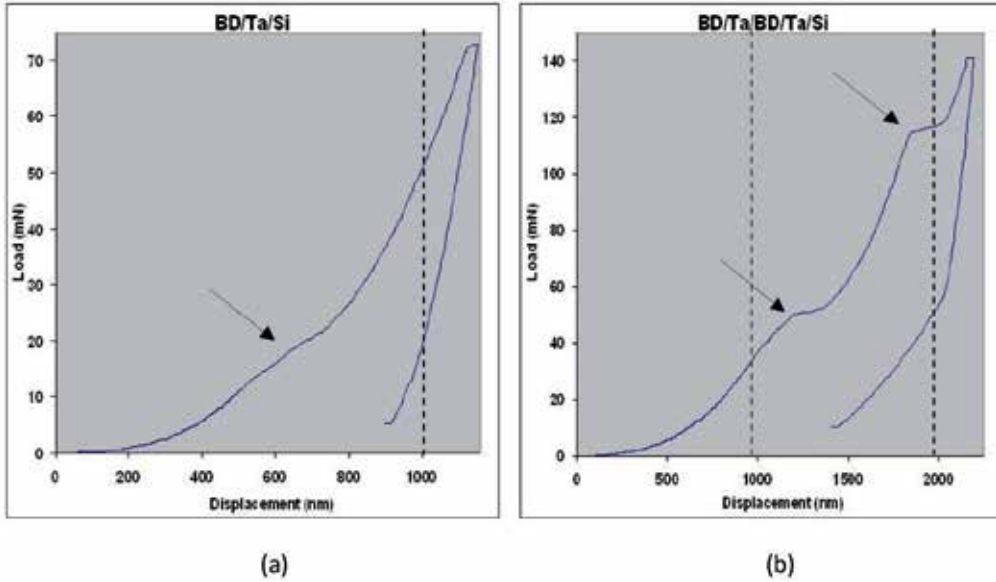 BD/Ta/Si
Load (mN)
70
60
50
40
30
20
10
0
0 200 400 600 800 1000
Displacement (nm)
(a)
BD/Ta/BD/Ta/Si
Load (mN)
140
120
100
80
60
40
20
0
0 500 1000 1500 2000
Displacement (nm)
(b)